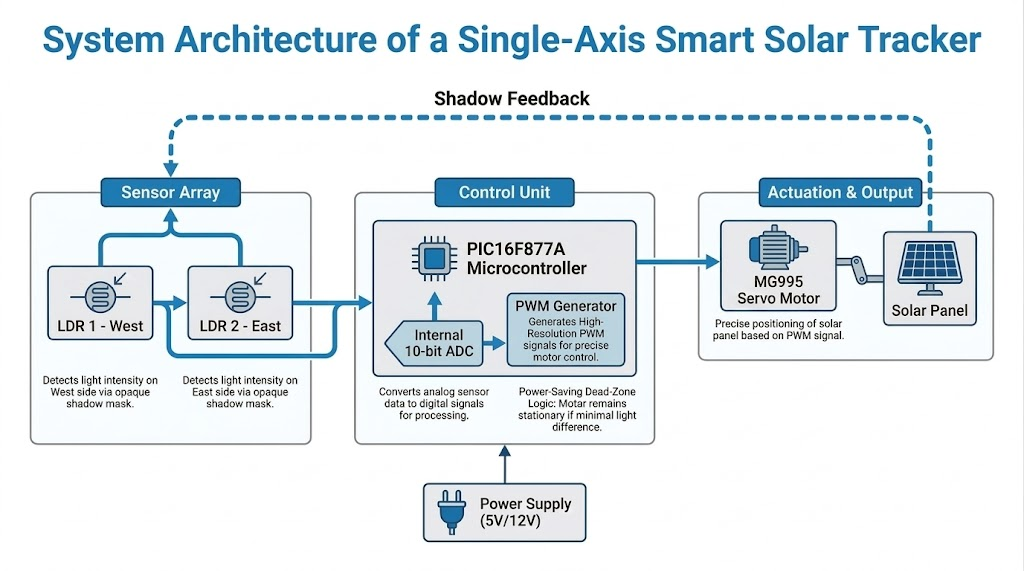 System Architecture of a Single-Axis Smart Solar Tracker
Shadow Feedback
Sensor Array
LDR 1 - West
LDR 2 - East
Detects light intensity on
West side via opaque
shadow mask.
Detects light intensity on
East side via opaque
shadow mask.
Control Unit
PIC16F877A
Microcontroller
Internal
10-bit ADC
PWM Generator
Generates High-
Resolution PWM
signals for precise
motor control.
Converts analog sensor
data to digital signals
for processing.
Power-Saving Dead-Zone
Logic: Motar remains
stationary if minimal light
difference.
Actuation & Output
MG995
Servo Motor
Solar Panel
Precise positioning of solar
panel based on PWM signal.
Power Supply
(5V/12V)